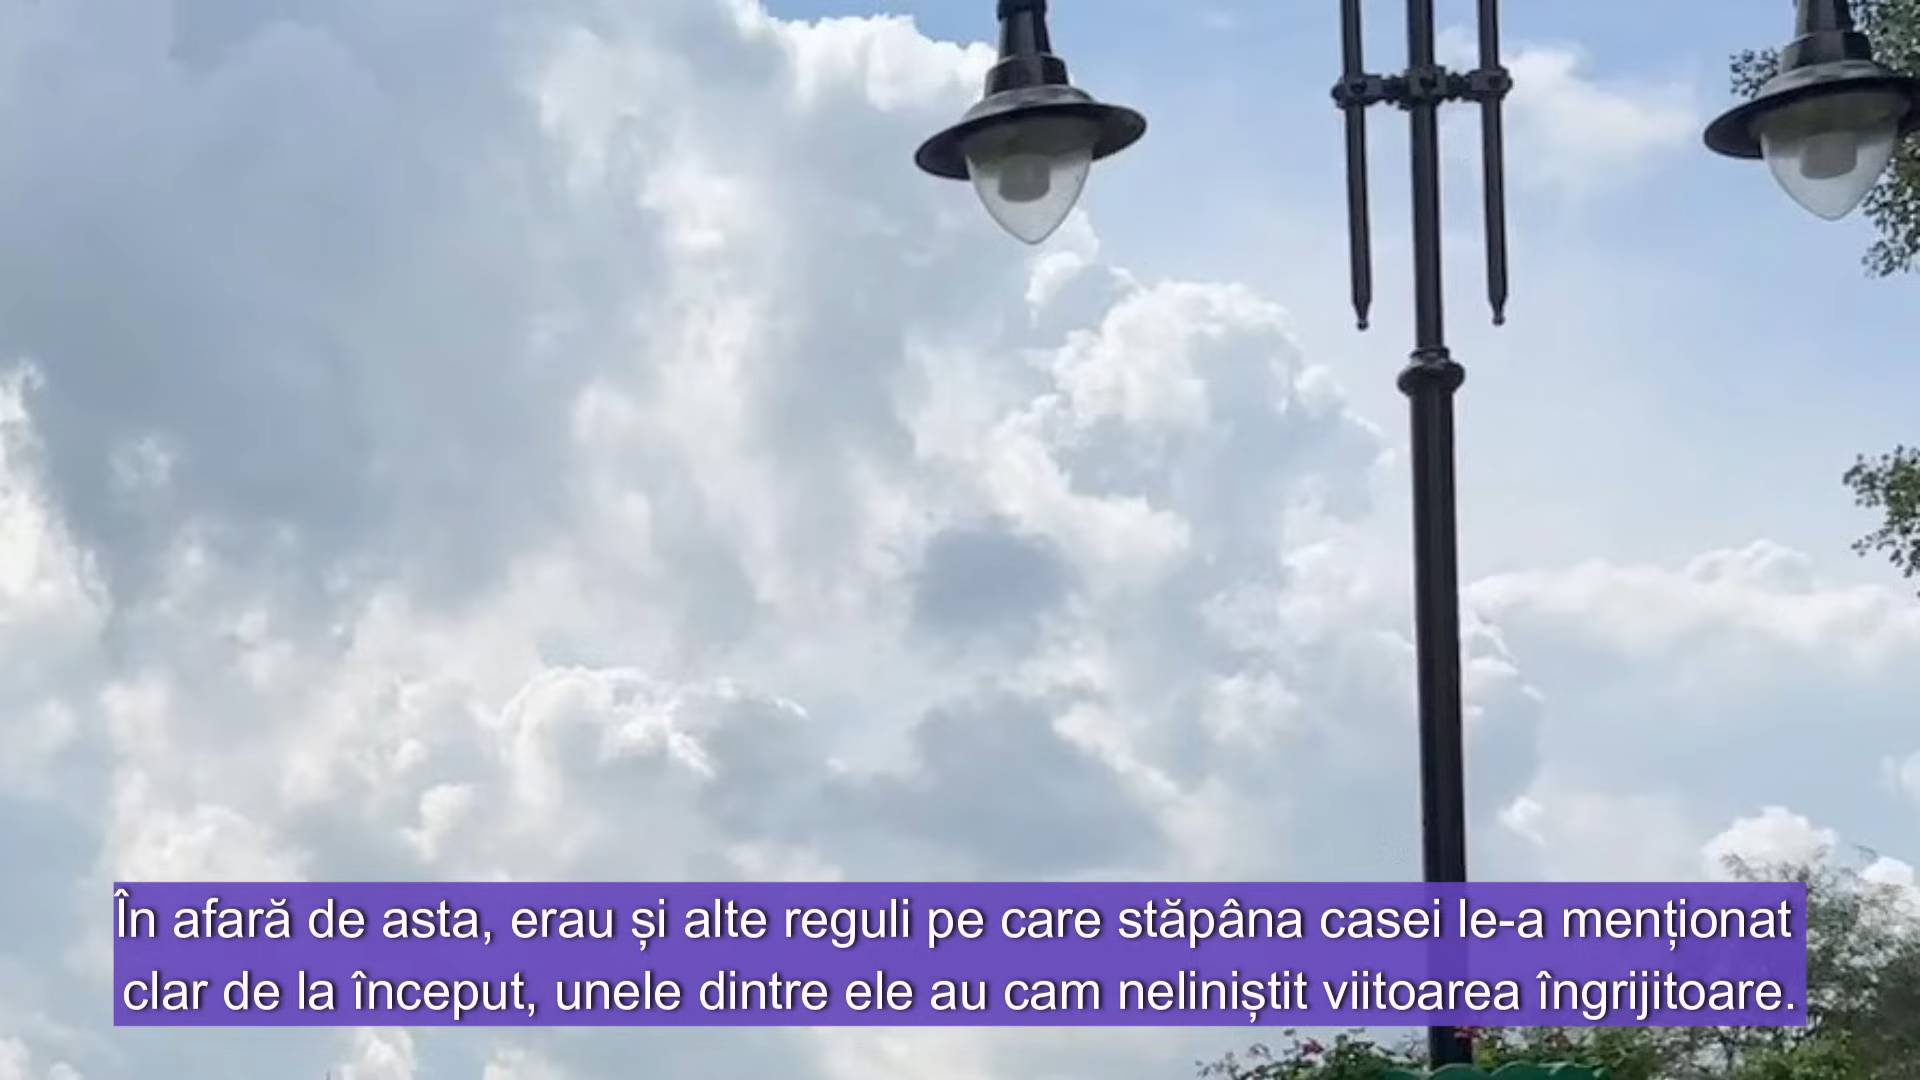 În afară de asta, erau și alte reguli pe care stăpâna casei le-a menționat
clar de la început, unele dintre ele au cam neliniștit viitoarea îngrijitoare.